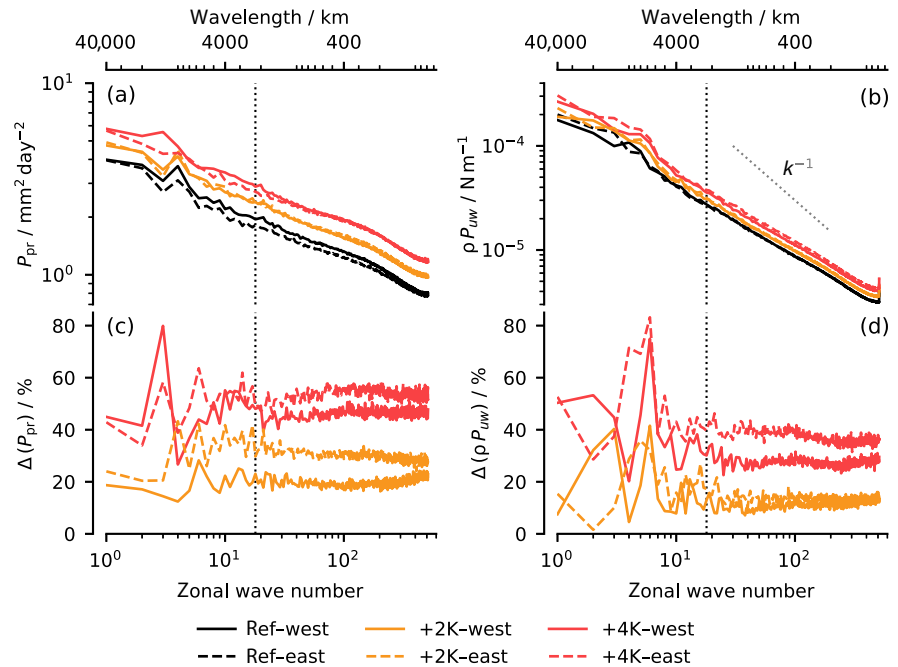 Wavelength / km Wavelength / km
40,000 4000 400 40,000 4000 400
10¹ (a) (b)
10⁻⁴
k⁻¹
P_pr / mm² day⁻² ρP_uw / N m⁻¹
10⁻⁵
10⁰
80 (c) 80 (d)
60 60
Δ(P_pr) / % Δ(ρP_uw) / %
40 40
20 20
0 0
10⁰ 10¹ 10² 10⁰ 10¹ 10²
Zonal wave number Zonal wave number
Ref–west +2K–west +4K–west
Ref–east +2K–east +4K–east